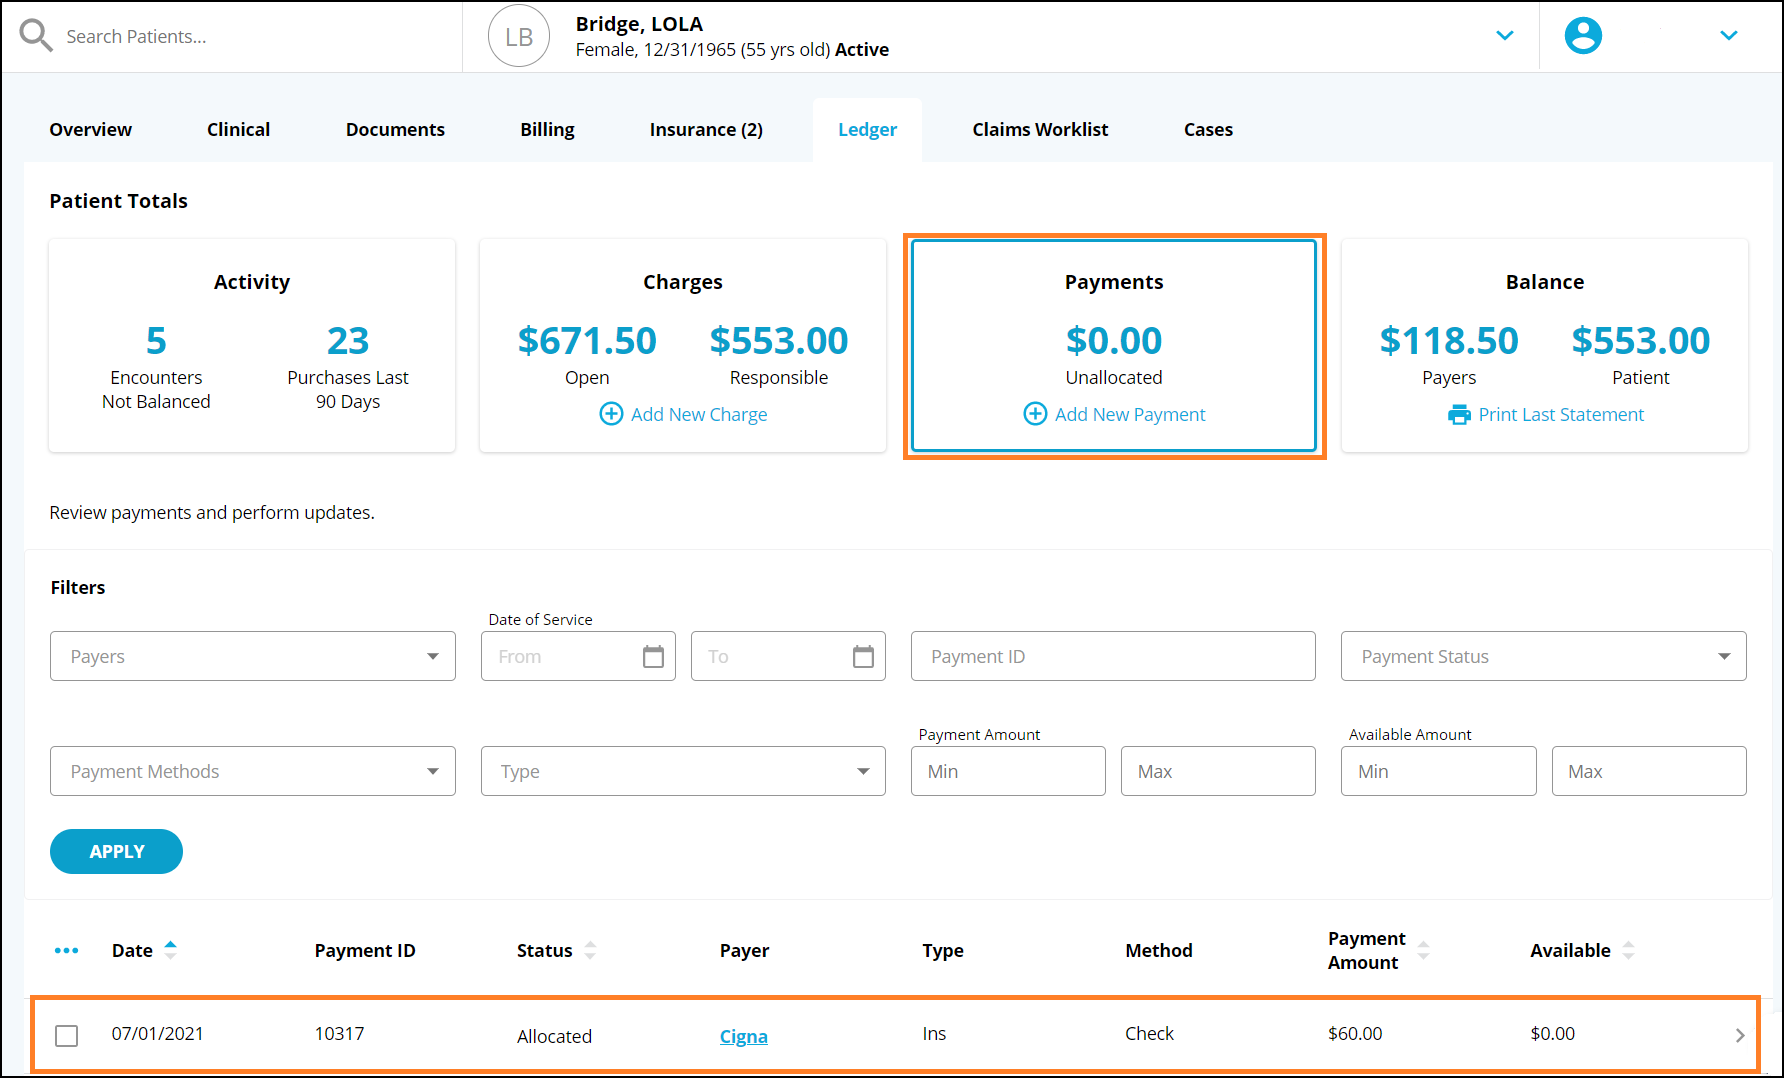 Search Patients...
LB
Bridge, LOLA
Female, 12/31/1965 (55 yrs old) Active
Overview
Clinical
Documents
Billing
Insurance (2)
Ledger
Claims Worklist
Cases
Patient Totals
Activity
5
23
Encounters
Not Balanced
Purchases Last
90 Days
Charges
$671.50
$553.00
Open
Responsible
Add New Charge
Payments
$0.00
Unallocated
Add New Payment
Balance
$118.50
$553.00
Payers
Patient
Print Last Statement
Review payments and perform updates.
Filters
Payers
Date of Service
From
To
Payment ID
Payment Status
Payment Methods
Type
Payment Amount
Min
Max
Available Amount
Min
Max
APPLY
Date
Payment ID
Status
Payer
Type
Method
Payment
Amount
Available
07/01/2021
10317
Allocated
Cigna
Ins
Check
$60.00
$0.00